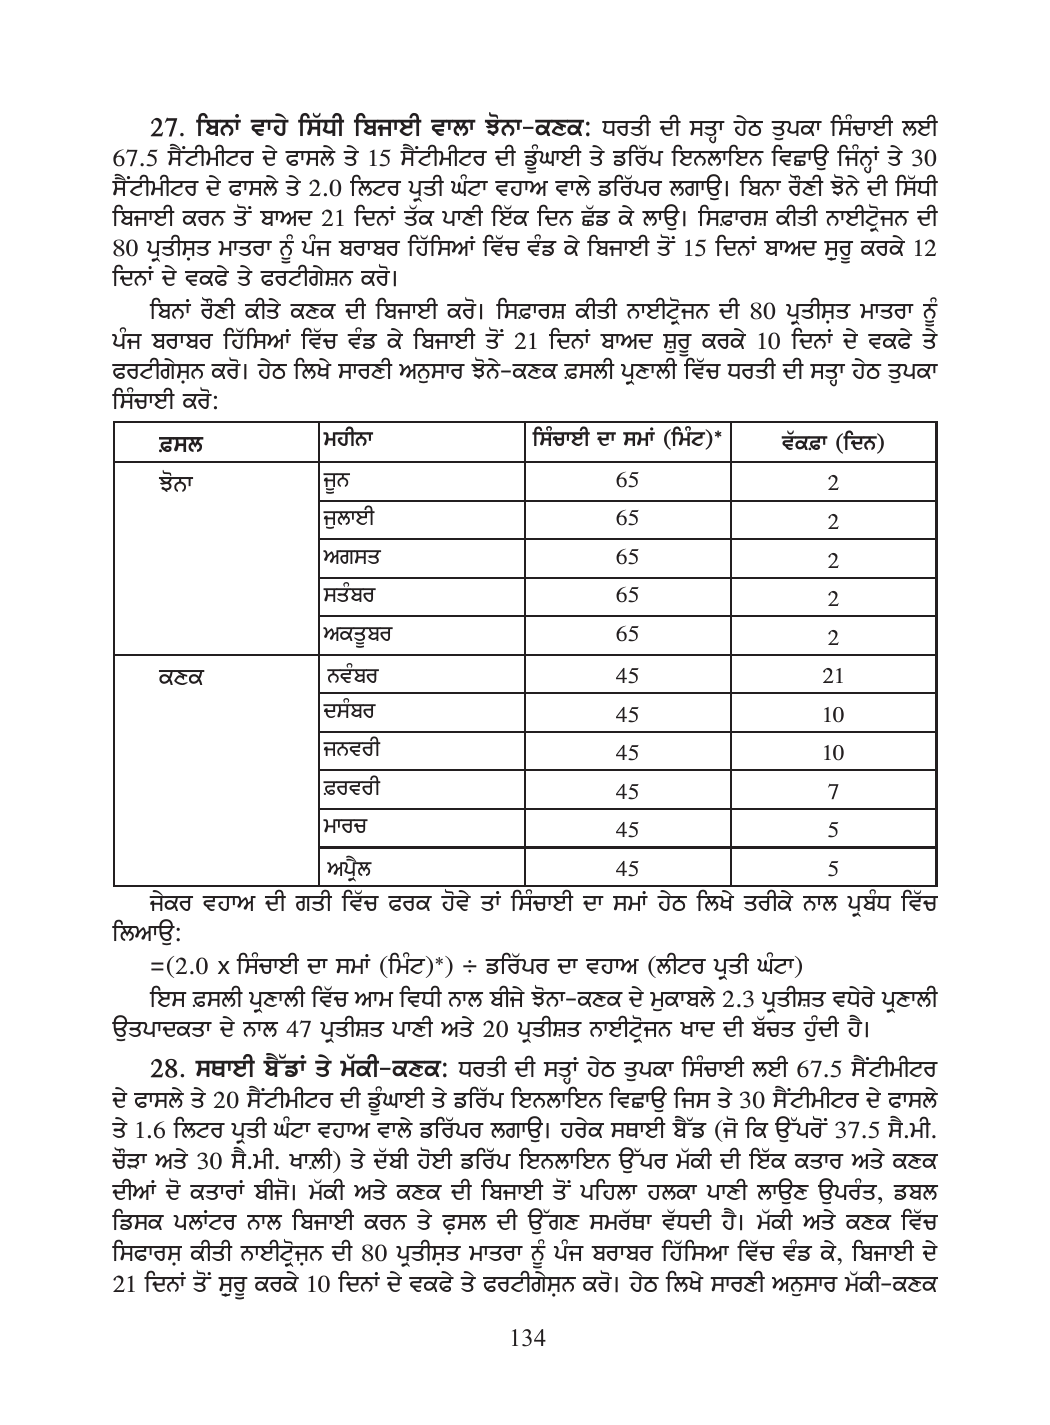 27. ਬਿਨਾਂ ਵਾਹੇ ਸਿੱਧੀ ਬਿਜਾਈ ਵਾਲਾ ਝੋਨਾ-ਕਣਕ: ਧਰਤੀ ਦੀ ਸਤ੍ਹਾ ਹੇਠ ਤੁਪਕਾ ਸਿੰਚਾਈ ਲਈ
67.5 ਸੈਂਟੀਮੀਟਰ ਦੇ ਫਾਸਲੇ ਤੇ 15 ਸੈਂਟੀਮੀਟਰ ਦੀ ਡੂੰਘਾਈ ਤੇ ਡਰਿੱਪ ਇਨਲਾਇਨ ਵਿਛਾਉ ਜਿੰਨ੍ਹਾਂ ਤੇ 30
ਸੈਂਟੀਮੀਟਰ ਦੇ ਫਾਸਲੇ ਤੇ 2.0 ਲਿਟਰ ਪ੍ਰਤੀ ਘੰਟਾ ਵਹਾਅ ਵਾਲੇ ਡਰਿੱਪਰ ਲਗਾਉ। ਬਿਨਾ ਰੌਣੀ ਝੋਨੇ ਦੀ ਸਿੱਧੀ
ਬਿਜਾਈ ਕਰਨ ਤੋਂ ਬਾਅਦ 21 ਦਿਨਾਂ ਤੱਕ ਪਾਣੀ ਇੱਕ ਦਿਨ ਛੱਡ ਕੇ ਲਾਉ। ਸਿਫ਼ਾਰਸ਼ ਕੀਤੀ ਨਾਈਟ੍ਰੋਜਨ ਦੀ
80 ਪ੍ਰਤੀਸ਼ਤ ਮਾਤਰਾ ਨੂੰ ਪੰਜ ਬਰਾਬਰ ਹਿੱਸਿਆਂ ਵਿੱਚ ਵੰਡ ਕੇ ਬਿਜਾਈ ਤੋਂ 15 ਦਿਨਾਂ ਬਾਅਦ ਸੁਰੂ ਕਰਕੇ 12
ਦਿਨਾਂ ਦੇ ਵਕਫੇ ਤੇ ਫਰਟੀਗੇਸ਼ਨ ਕਰੋ।
ਬਿਨਾਂ ਰੌਣੀ ਕੀਤੇ ਕਣਕ ਦੀ ਬਿਜਾਈ ਕਰੋ। ਸਿਫ਼ਾਰਸ਼ ਕੀਤੀ ਨਾਈਟ੍ਰੋਜਨ ਦੀ 80 ਪ੍ਰਤੀਸ਼ਤ ਮਾਤਰਾ ਨੂੰ
ਪੰਜ ਬਰਾਬਰ ਹਿੱਸਿਆਂ ਵਿੱਚ ਵੰਡ ਕੇ ਬਿਜਾਈ ਤੋਂ 21 ਦਿਨਾਂ ਬਾਅਦ ਸ਼ੁਰੂ ਕਰਕੇ 10 ਦਿਨਾਂ ਦੇ ਵਕਫੇ ਤੇ
ਫਰਟੀਗੇਸ਼ਨ ਕਰੋ। ਹੇਠ ਲਿਖੇ ਸਾਰਣੀ ਅਨੁਸਾਰ ਝੋਨੇ-ਕਣਕ ਫ਼ਸਲੀ ਪ੍ਰਣਾਲੀ ਵਿੱਚ ਧਰਤੀ ਦੀ ਸਤ੍ਹਾ ਹੇਠ ਤੁਪਕਾ
ਸਿੰਚਾਈ ਕਰੋ:
ਫ਼ਸਲ ਮਹੀਨਾ ਸਿੰਚਾਈ ਦਾ ਸਮਾਂ (ਮਿੰਟ)* ਵੱਕਫ਼ਾ (ਦਿਨ)
ਝੋਨਾ ਜੂਨ 65 2
ਜੁਲਾਈ 65 2
ਅਗਸਤ 65 2
ਸਤੰਬਰ 65 2
ਅਕਤੂਬਰ 65 2
ਕਣਕ ਨਵੰਬਰ 45 21
ਦਸੰਬਰ 45 10
ਜਨਵਰੀ 45 10
ਫ਼ਰਵਰੀ 45 7
ਮਾਰਚ 45 5
ਅਪ੍ਰੈਲ 45 5
ਜੇਕਰ ਵਹਾਅ ਦੀ ਗਤੀ ਵਿੱਚ ਫਰਕ ਹੋਵੇ ਤਾਂ ਸਿੰਚਾਈ ਦਾ ਸਮਾਂ ਹੇਠ ਲਿਖੇ ਤਰੀਕੇ ਨਾਲ ਪ੍ਰਬੰਧ ਵਿੱਚ
ਲਿਆਉ:
=(2.0 x ਸਿੰਚਾਈ ਦਾ ਸਮਾਂ (ਮਿੰਟ)*) ÷ ਡਰਿੱਪਰ ਦਾ ਵਹਾਅ (ਲੀਟਰ ਪ੍ਰਤੀ ਘੰਟਾ)
ਇਸ ਫ਼ਸਲੀ ਪ੍ਰਣਾਲੀ ਵਿੱਚ ਆਮ ਵਿਧੀ ਨਾਲ ਬੀਜੇ ਝੋਨਾ-ਕਣਕ ਦੇ ਮੁਕਾਬਲੇ 2.3 ਪ੍ਰਤੀਸ਼ਤ ਵਧੇਰੇ ਪ੍ਰਣਾਲੀ
ਉਤਪਾਦਕਤਾ ਦੇ ਨਾਲ 47 ਪ੍ਰਤੀਸ਼ਤ ਪਾਣੀ ਅਤੇ 20 ਪ੍ਰਤੀਸ਼ਤ ਨਾਈਟ੍ਰੋਜਨ ਖਾਦ ਦੀ ਬੱਚਤ ਹੁੰਦੀ ਹੈ।
28. ਸਥਾਈ ਬੈੱਡਾਂ ਤੇ ਮੱਕੀ-ਕਣਕ: ਧਰਤੀ ਦੀ ਸਤ੍ਹਾਂ ਹੇਠ ਤੁਪਕਾ ਸਿੰਚਾਈ ਲਈ 67.5 ਸੈਂਟੀਮੀਟਰ
ਦੇ ਫਾਸਲੇ ਤੇ 20 ਸੈਂਟੀਮੀਟਰ ਦੀ ਡੂੰਘਾਈ ਤੇ ਡਰਿੱਪ ਇਨਲਾਇਨ ਵਿਛਾਉ ਜਿਸ ਤੇ 30 ਸੈਂਟੀਮੀਟਰ ਦੇ ਫਾਸਲੇ
ਤੇ 1.6 ਲਿਟਰ ਪ੍ਰਤੀ ਘੰਟਾ ਵਹਾਅ ਵਾਲੇ ਡਰਿੱਪਰ ਲਗਾਉ। ਹਰੇਕ ਸਥਾਈ ਬੈੱਡ (ਜੋ ਕਿ ਉੱਪਰੋਂ 37.5 ਸੈ.ਮੀ.
ਚੌੜਾ ਅਤੇ 30 ਸੈ.ਮੀ. ਖਾਲ਼ੀ) ਤੇ ਦੱਬੀ ਹੋਈ ਡਰਿੱਪ ਇਨਲਾਇਨ ਉੱਪਰ ਮੱਕੀ ਦੀ ਇੱਕ ਕਤਾਰ ਅਤੇ ਕਣਕ
ਦੀਆਂ ਦੋ ਕਤਾਰਾਂ ਬੀਜੋ। ਮੱਕੀ ਅਤੇ ਕਣਕ ਦੀ ਬਿਜਾਈ ਤੋਂ ਪਹਿਲਾ ਹਲਕਾ ਪਾਣੀ ਲਾਉਣ ਉਪਰੰਤ, ਡਬਲ
ਡਿਸਕ ਪਲਾਂਟਰ ਨਾਲ ਬਿਜਾਈ ਕਰਨ ਤੇ ਫ਼ਸਲ ਦੀ ਉੱਗਣ ਸਮਰੱਥਾ ਵੱਧਦੀ ਹੈ। ਮੱਕੀ ਅਤੇ ਕਣਕ ਵਿੱਚ
ਸਿਫਾਰਸ਼ ਕੀਤੀ ਨਾਈਟ੍ਰੋਜ਼ਨ ਦੀ 80 ਪ੍ਰਤੀਸ਼ਤ ਮਾਤਰਾ ਨੂੰ ਪੰਜ ਬਰਾਬਰ ਹਿੱਸਿਆ ਵਿੱਚ ਵੰਡ ਕੇ, ਬਿਜਾਈ ਦੇ
21 ਦਿਨਾਂ ਤੋਂ ਸੁਰੂ ਕਰਕੇ 10 ਦਿਨਾਂ ਦੇ ਵਕਫੇ ਤੇ ਫਰਟੀਗੇਸ਼ਨ ਕਰੋ। ਹੇਠ ਲਿਖੇ ਸਾਰਣੀ ਅਨੁਸਾਰ ਮੱਕੀ-ਕਣਕ
134